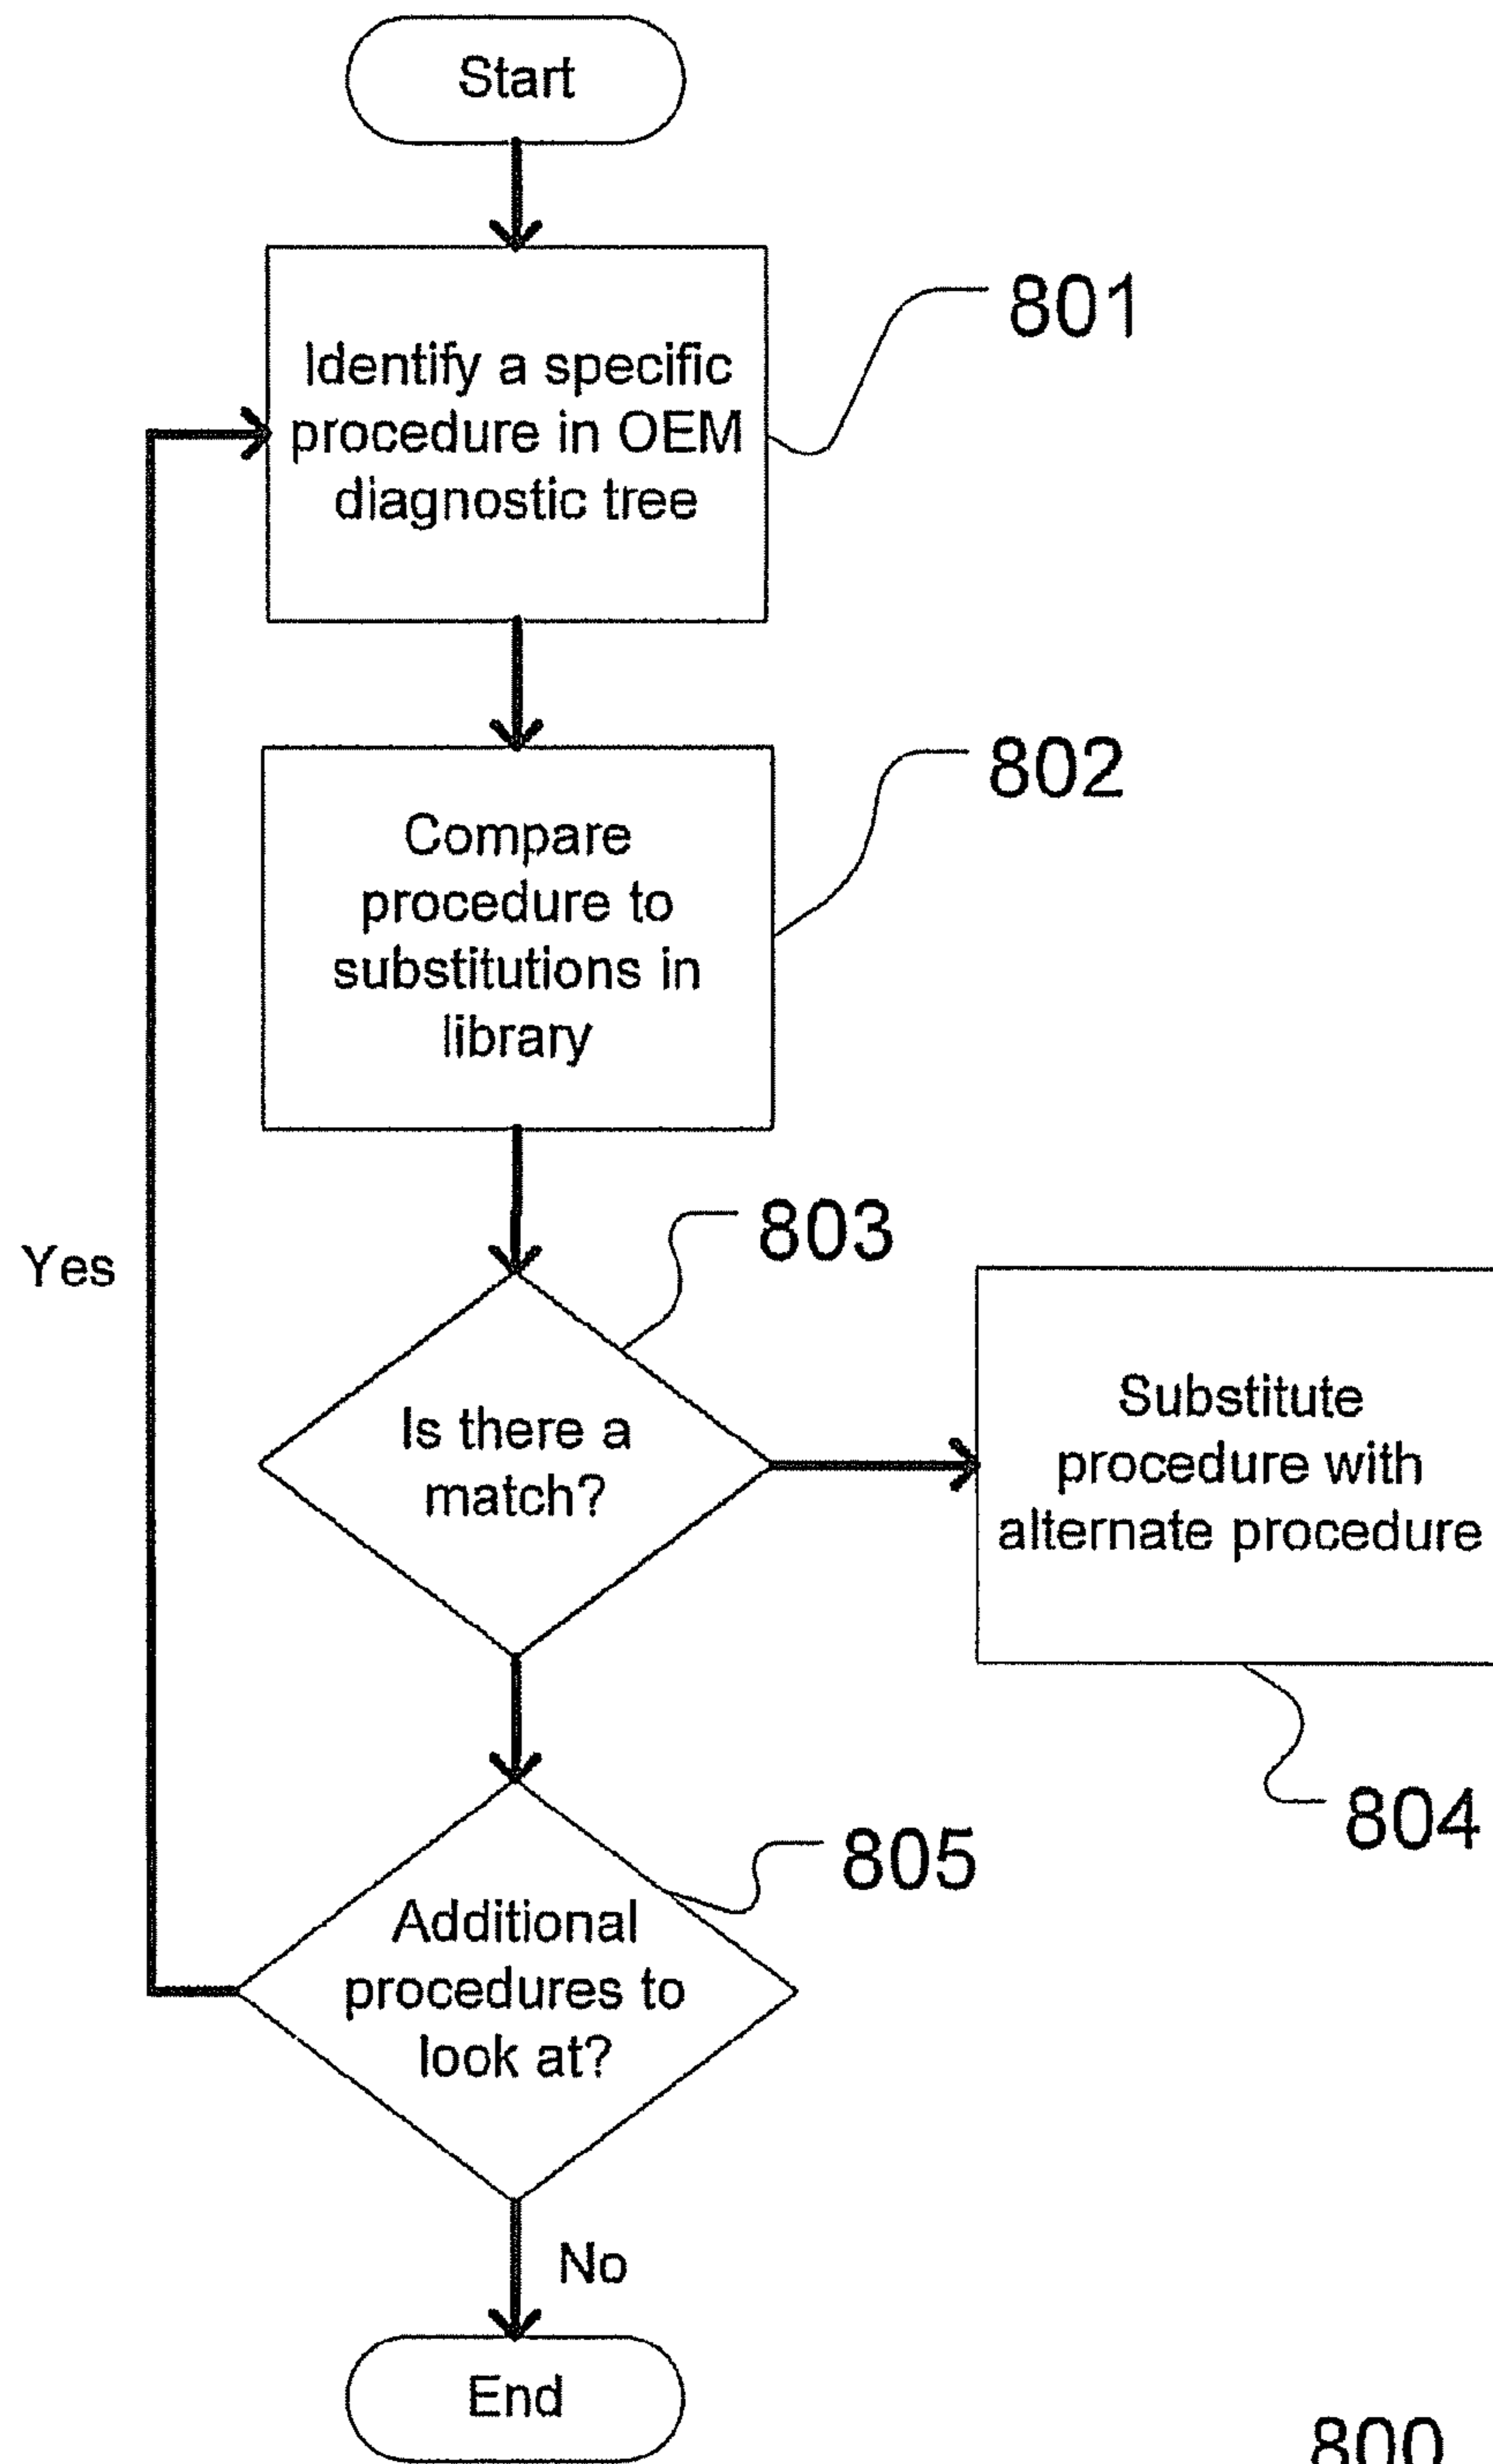 Start
Identify a specific
procedure in OEM
diagnostic tree
801
Compare
procedure to
substitutions in
library
802
803
Yes
Is there a
match?
Substitute
procedure with
alternate procedure
804
805
Additional
procedures to
look at?
No
End
800